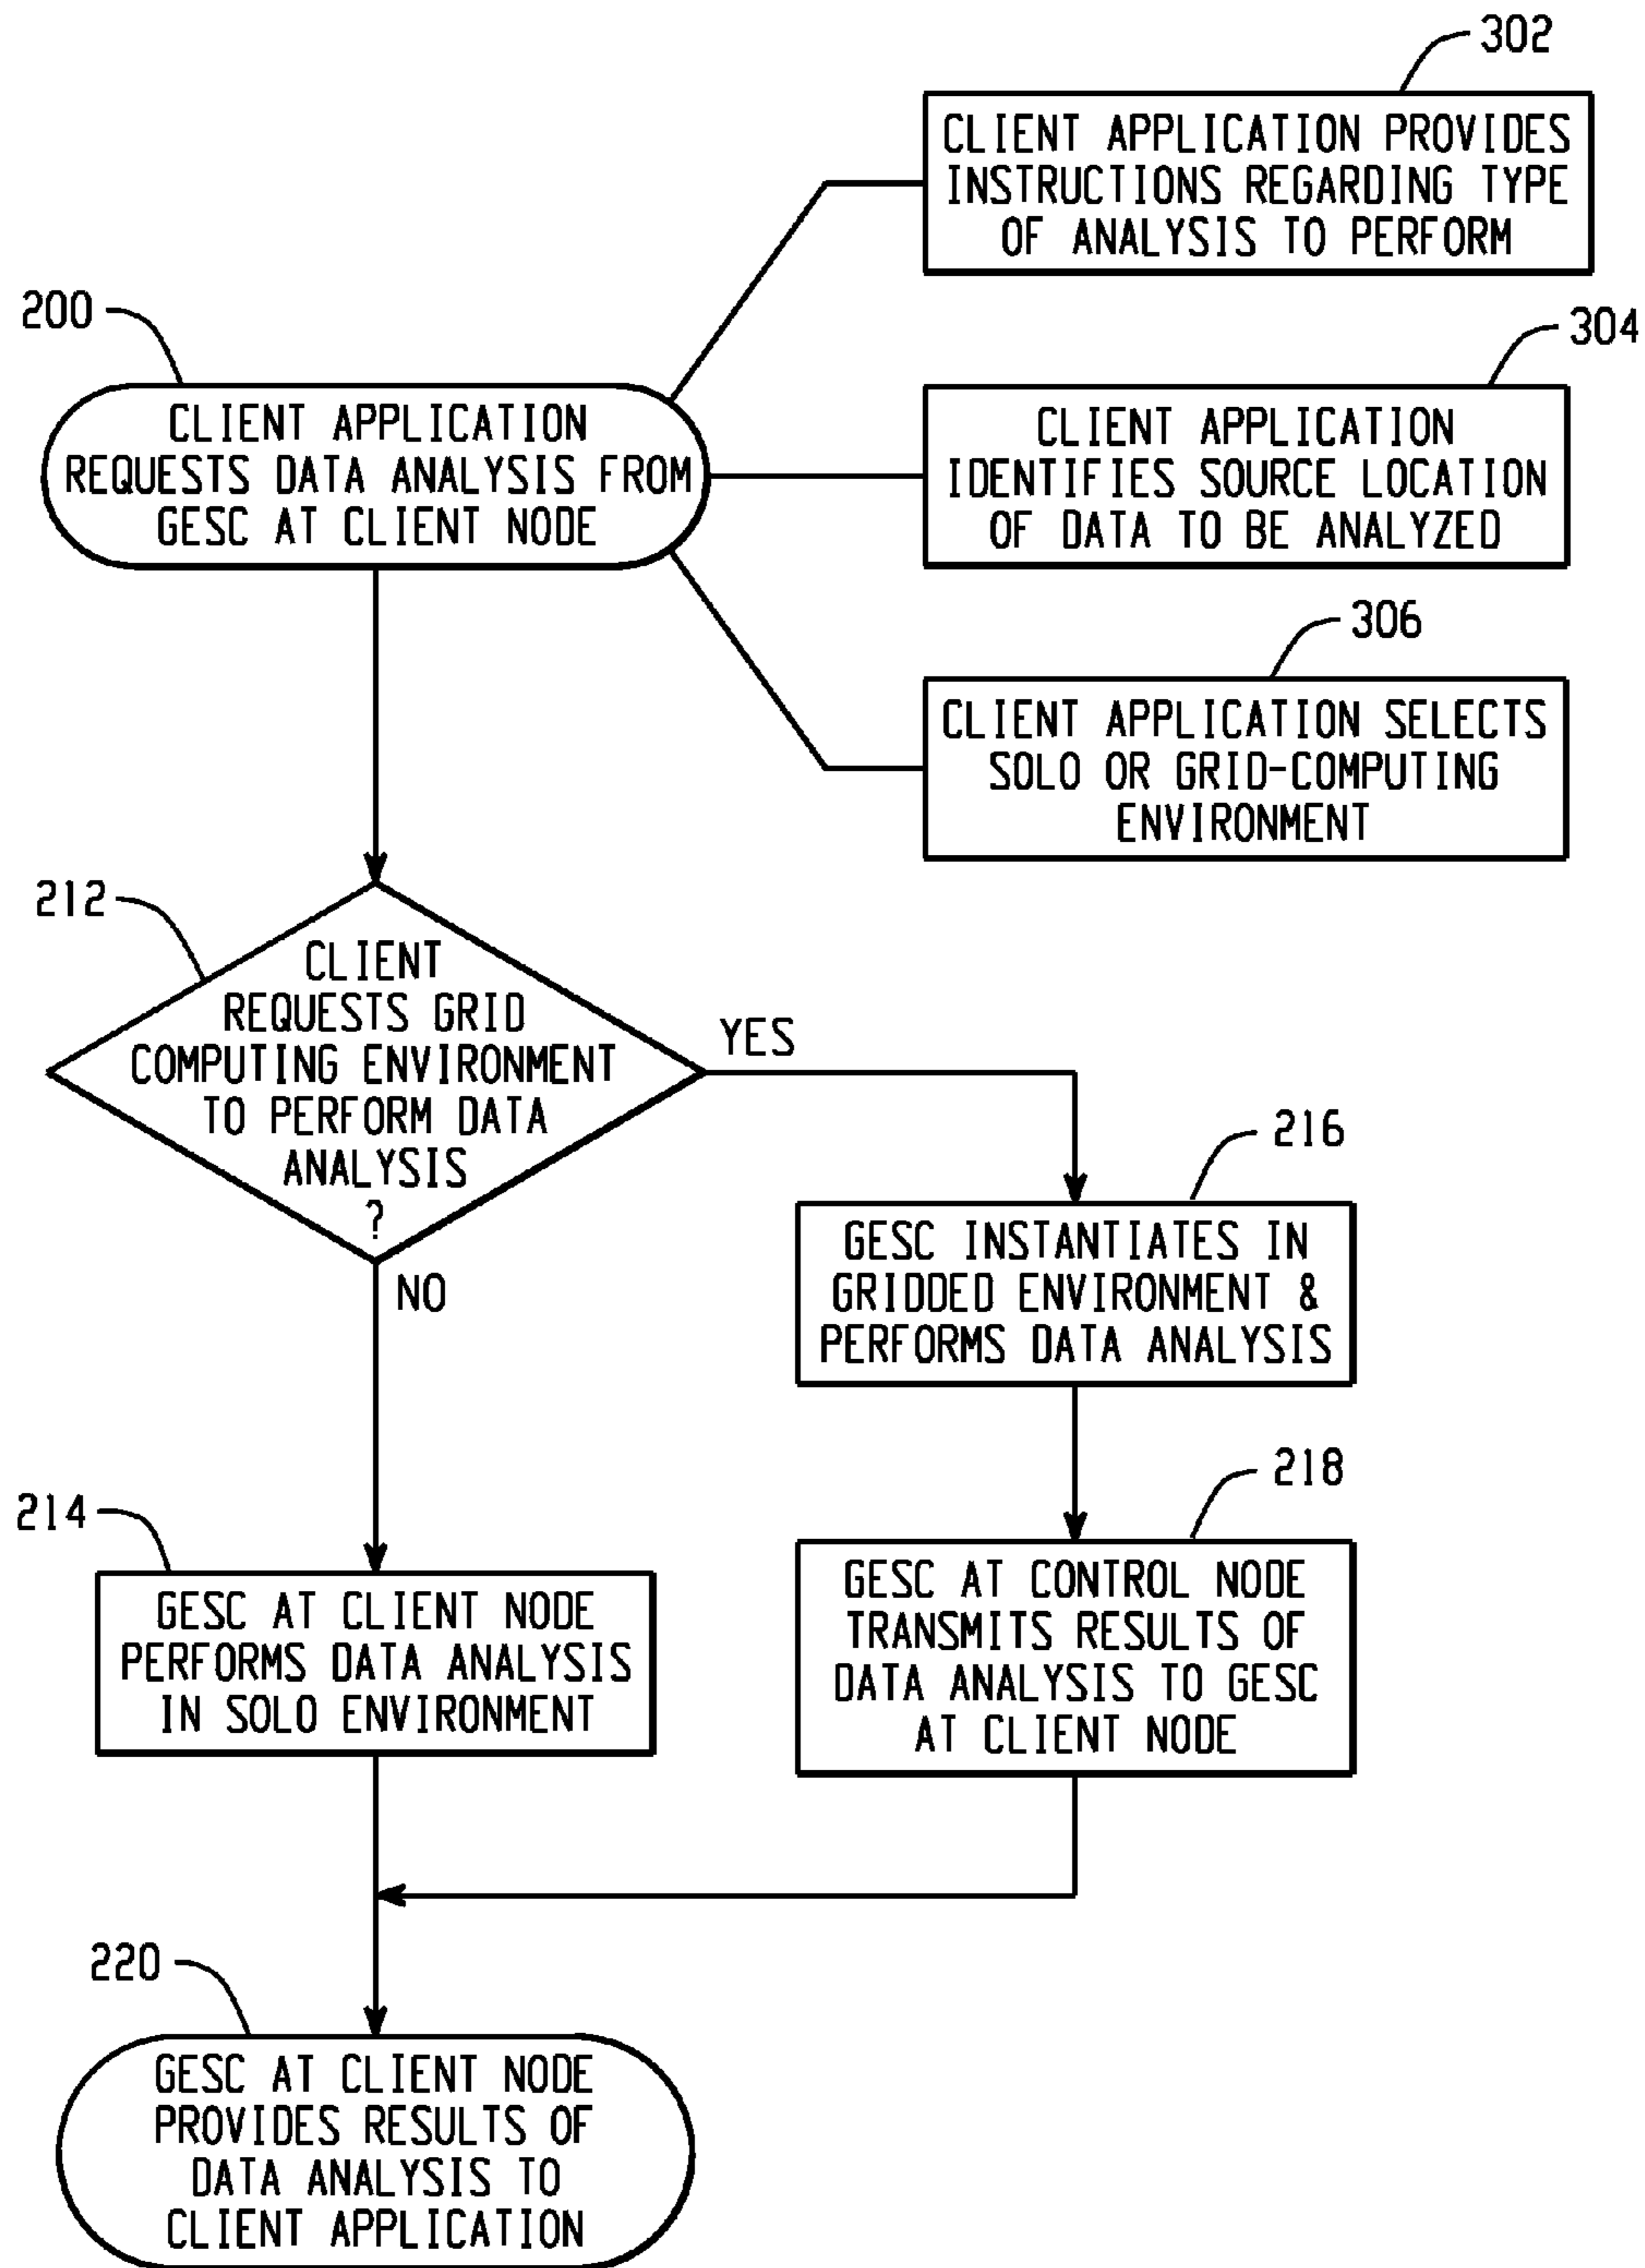 302
CLIENT APPLICATION PROVIDES
INSTRUCTIONS REGARDING TYPE
OF ANALYSIS TO PERFORM
200
CLIENT APPLICATION
REQUESTS DATA ANALYSIS FROM
GESC AT CLIENT NODE
304
CLIENT APPLICATION
IDENTIFIES SOURCE LOCATION
OF DATA TO BE ANALYZED
306
CLIENT APPLICATION SELECTS
SOLO OR GRID-COMPUTING
ENVIRONMENT
212
CLIENT
REQUESTS GRID
COMPUTING ENVIRONMENT
TO PERFORM DATA
ANALYSIS
?
YES
NO
216
GESC INSTANTIATES IN
GRIDDED ENVIRONMENT &
PERFORMS DATA ANALYSIS
214
GESC AT CLIENT NODE
PERFORMS DATA ANALYSIS
IN SOLO ENVIRONMENT
218
GESC AT CONTROL NODE
TRANSMITS RESULTS OF
DATA ANALYSIS TO GESC
AT CLIENT NODE
220
GESC AT CLIENT NODE
PROVIDES RESULTS OF
DATA ANALYSIS TO
CLIENT APPLICATION